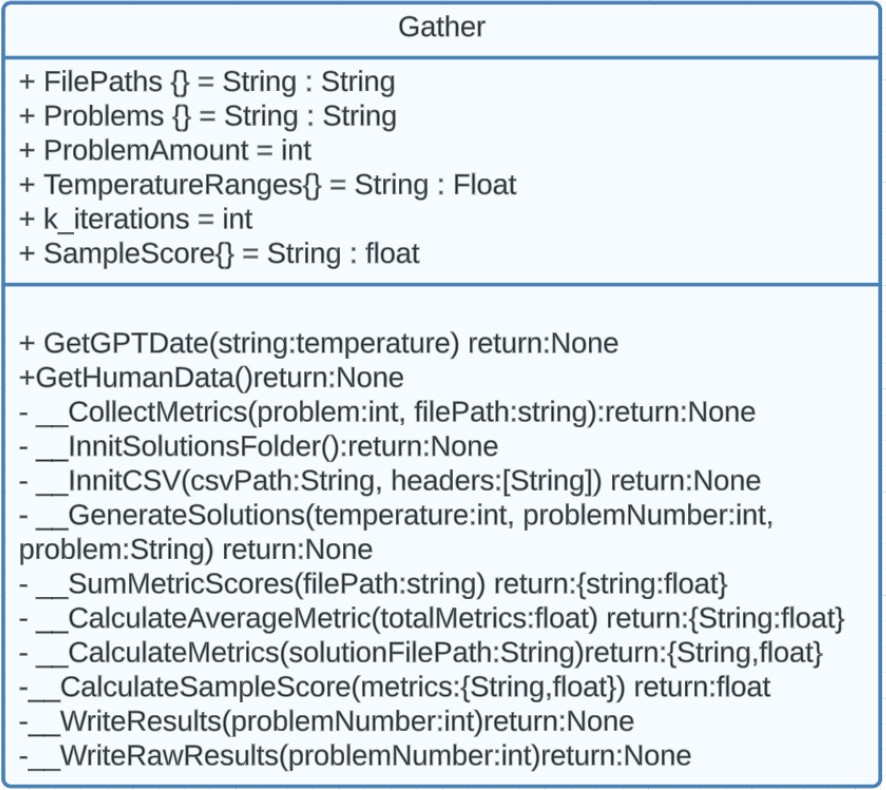 Gather
+ FilePaths {} = String : String
+ Problems {} = String : String
+ ProblemAmount = int
+ TemperatureRanges{} = String : Float
+ k_iterations = int
+ SampleScore{} = String : float
+ GetGPTDate(string:temperature) return:None
+GetHumanData()return:None
- __CollectMetrics(problem:int, filePath:string):return:None
- __InnitSolutionsFolder():return:None
- __InnitCSV(csvPath:String, headers:[String]) return:None
- __GenerateSolutions(temperature:int, problemNumber:int,
problem:String) return:None
- __SumMetricScores(filePath:string) return:{string:float}
- __CalculateAverageMetric(totalMetrics:float) return:{String:float}
- __CalculateMetrics(solutionFilePath:String)return:{String,float}
-__CalculateSampleScore(metrics:{String,float}) return:float
-__WriteResults(problemNumber:int)return:None
-__WriteRawResults(problemNumber:int)return:None